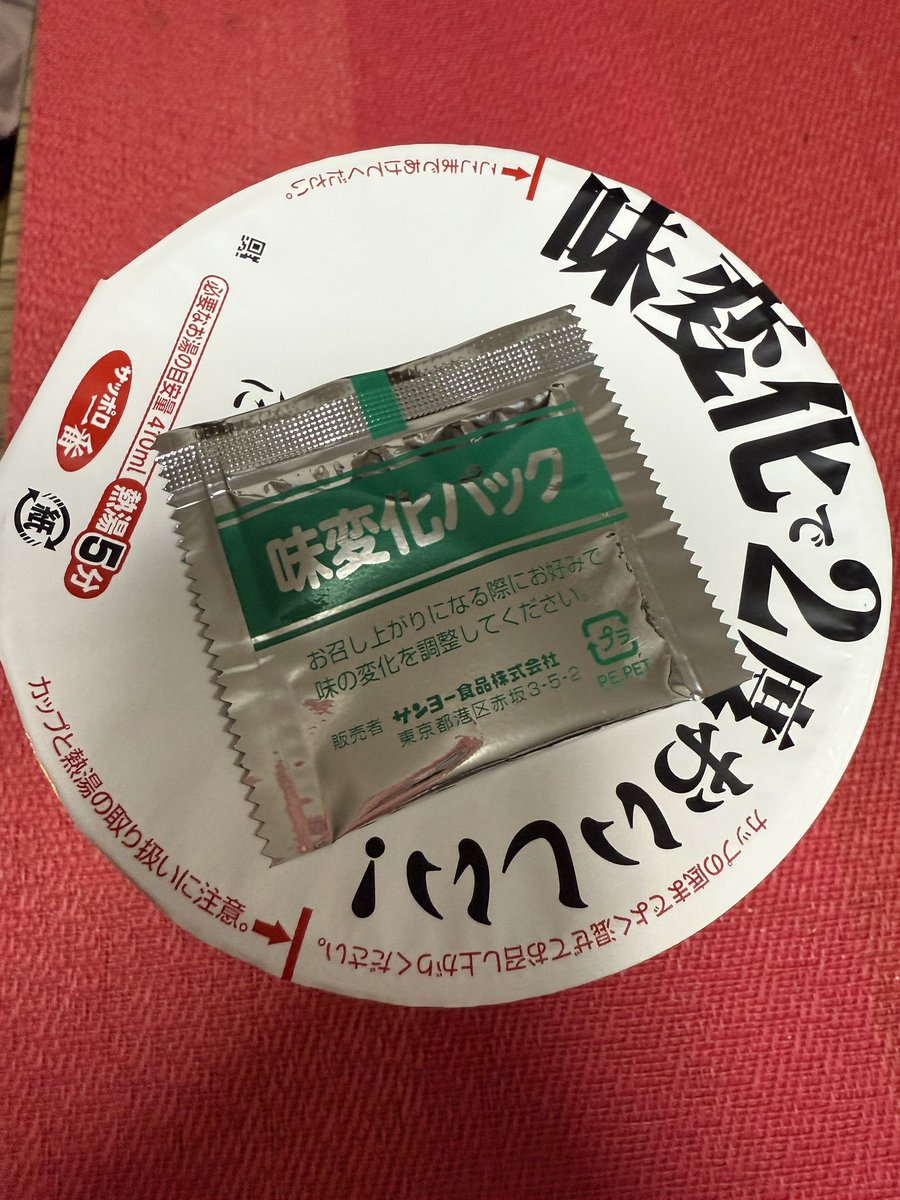 味変化で2度おいしい!
ここまであけてください。
必要なお湯の目安量410ml
熱湯5分
サッポロ
一番
紙
カップと熱湯の取り扱いに注意。
カップの底までよく混ぜてお召し上がりください。
味変化パック
お召し上がりになる際にお好みで
味の変化を調整してください。
販売者 サンヨー食品株式会社
東京都港区赤坂3-5-2
プラ
P.E,PET